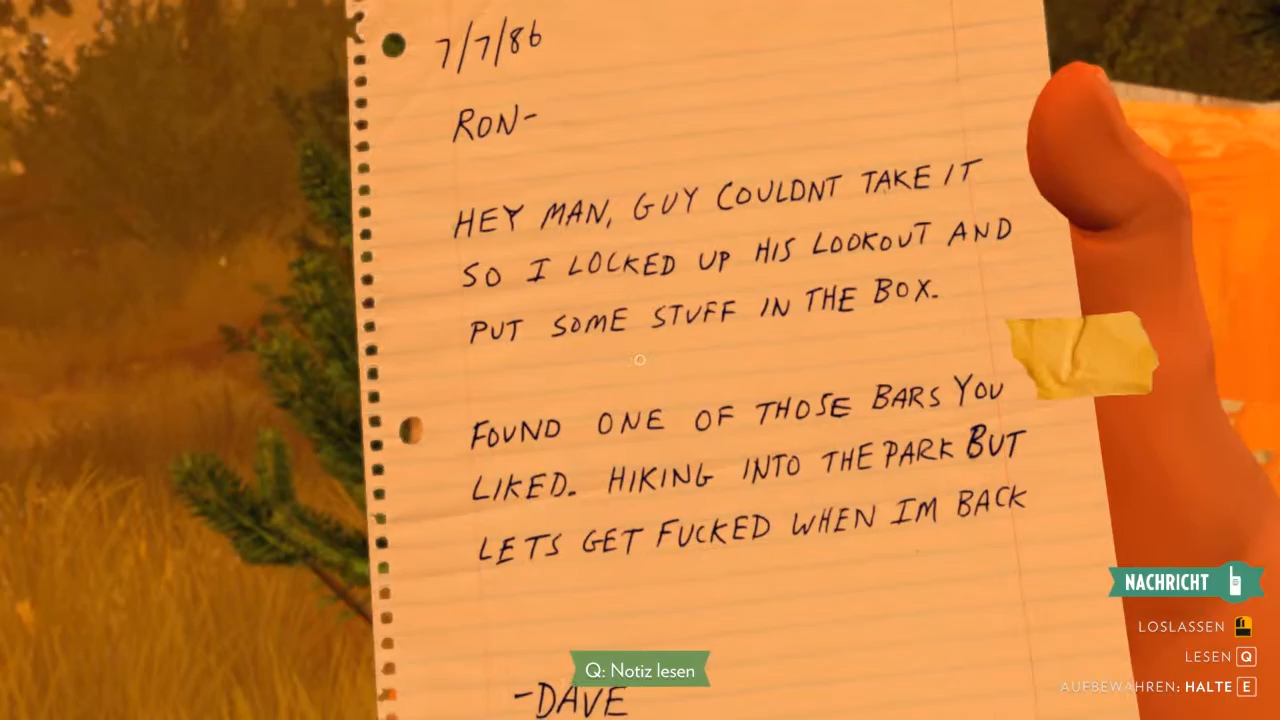 7/7/86
RON-
HEY MAN, GUY COULDNT TAKE IT
SO I LOCKED UP HIS LOOKOUT AND
PUT SOME STUFF IN THE BOX.
FOUND ONE OF THOSE BARS YOU
LIKED. HIKING INTO THE PARK BUT
LETS GET FUCKED WHEN IM BACK
-DAVE
Q: Notiz lesen
NACHRICHT
LOSLASSEN
LESEN Q
AUFBEWAHREN: HALTE E